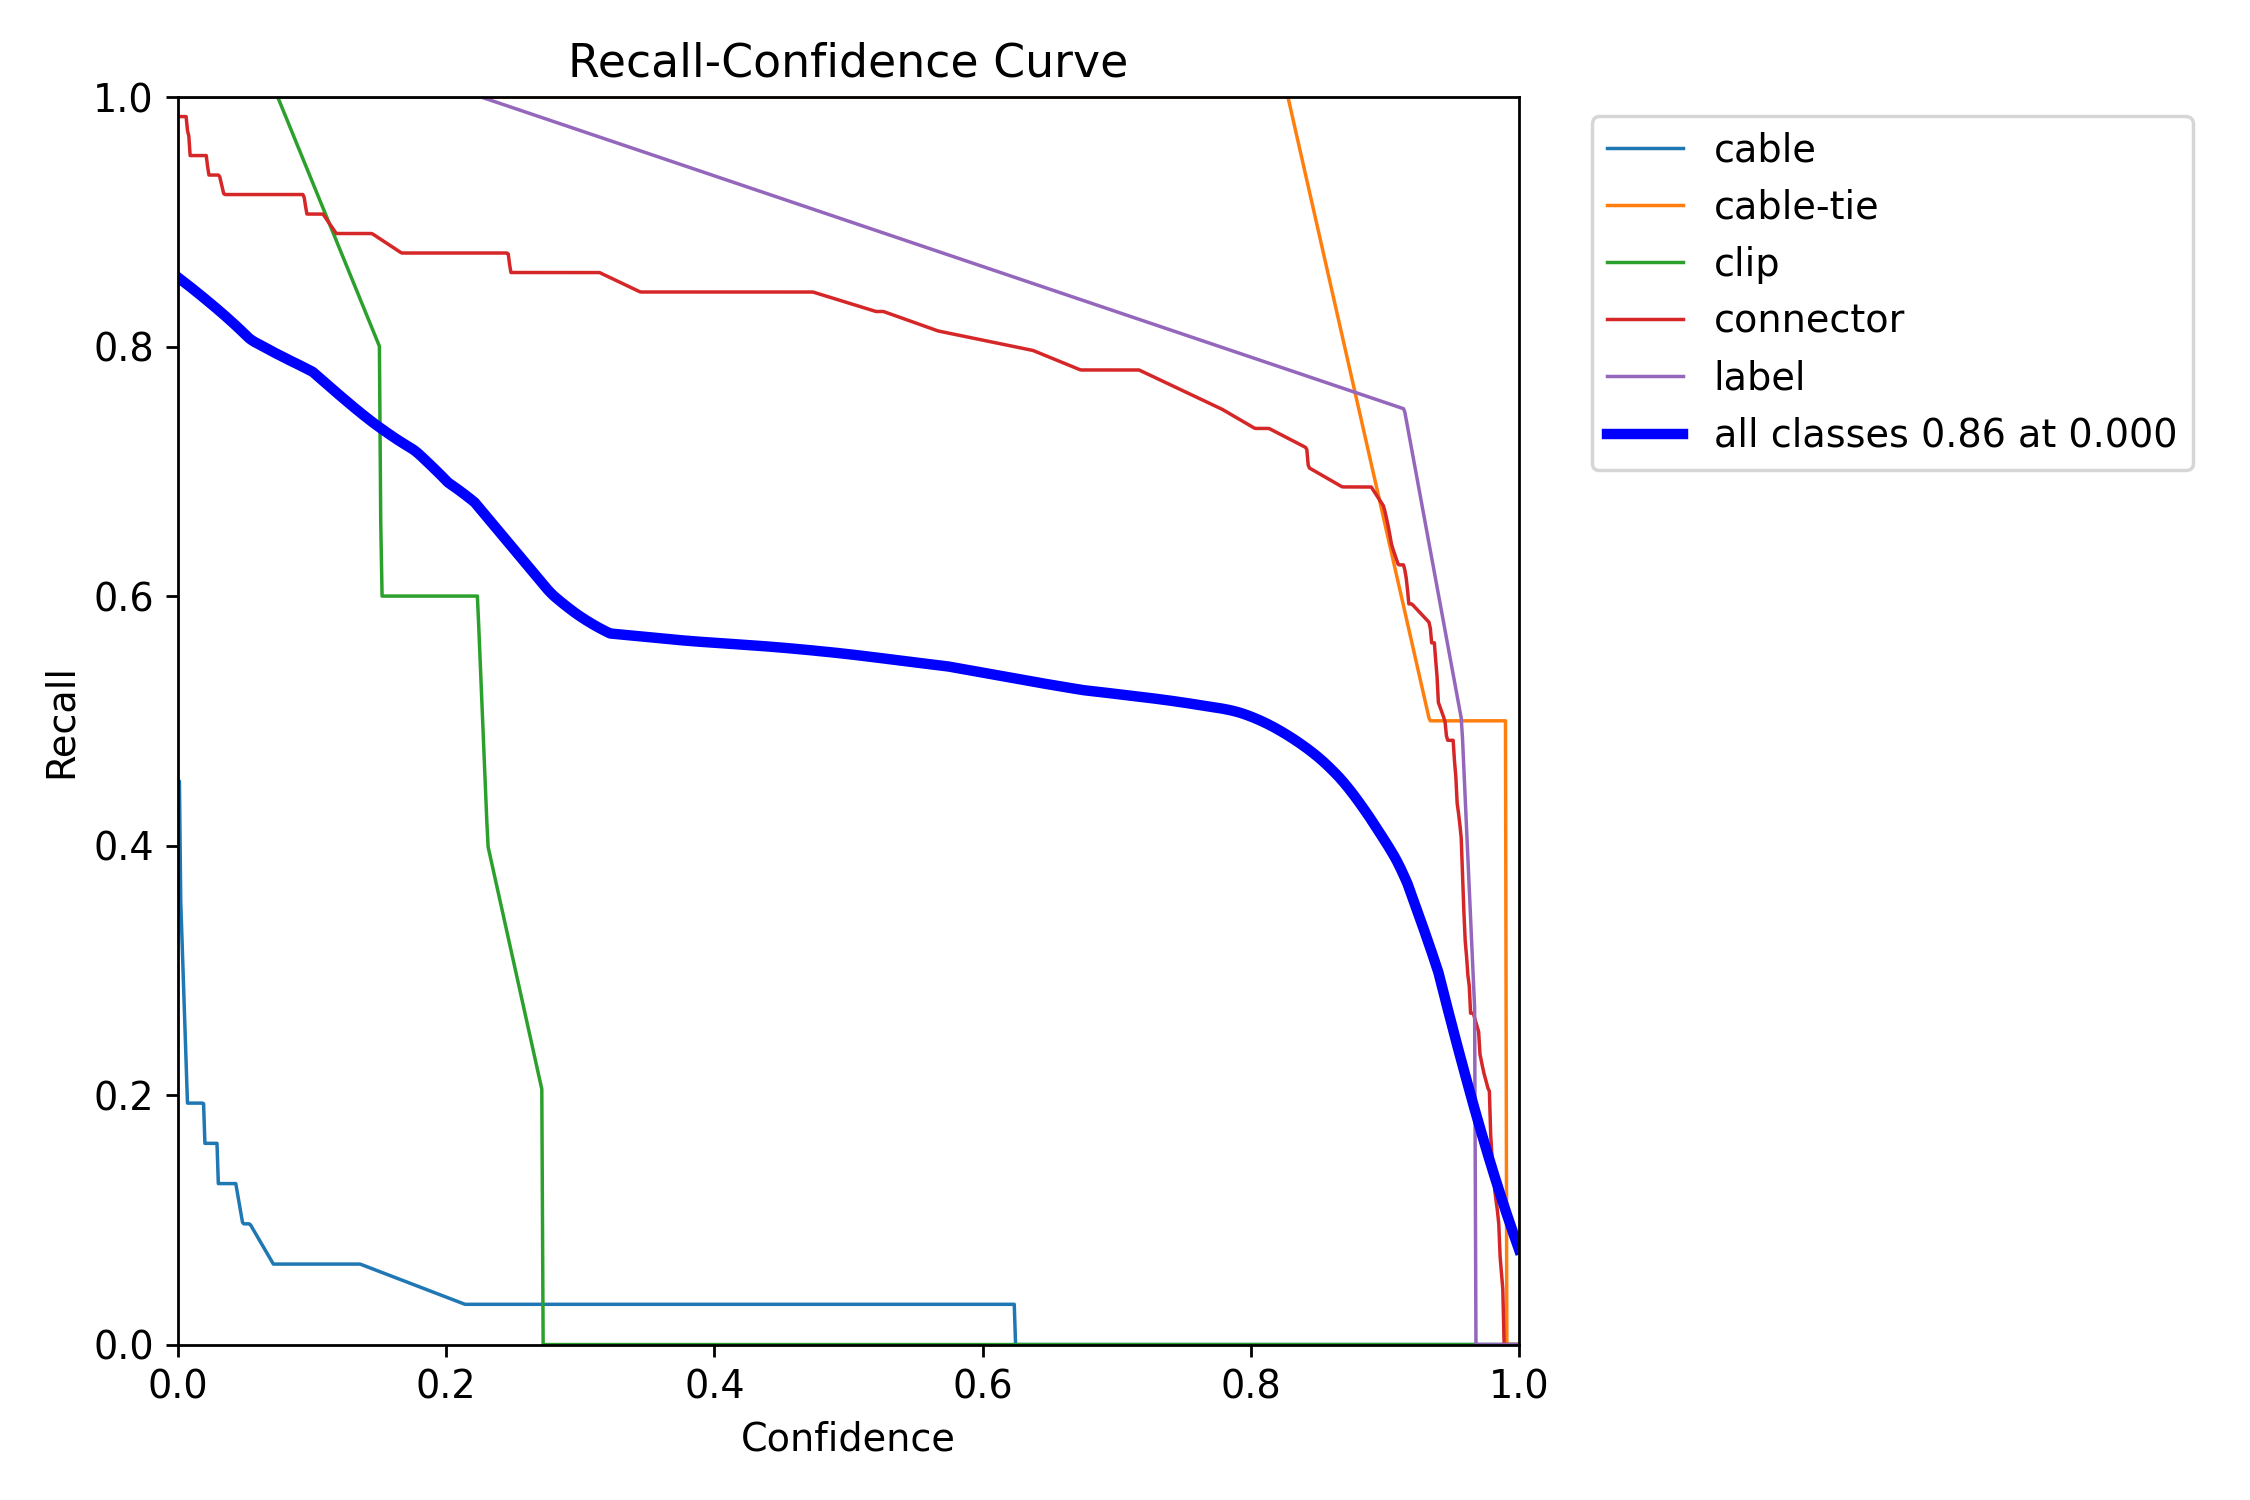 Recall-Confidence Curve
1.0
0.8
0.6
0.4
0.2
0.0
Recall
0.0 0.2 0.4 0.6 0.8 1.0
Confidence
cable
cable-tie
clip
connector
label
all classes 0.86 at 0.000